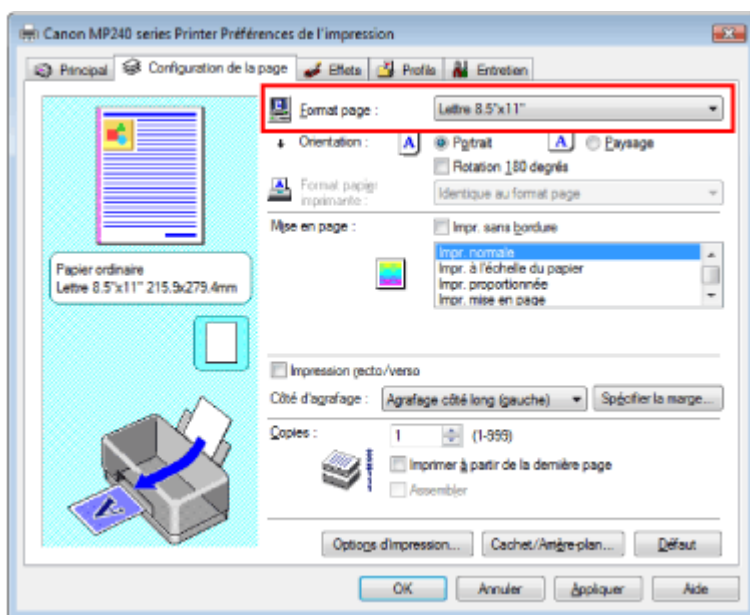 Canon MP240 series Printer Préférences de l'impression
Principal Configuration de la page Effets Profils Entretien
Format page : Lettre 8.5"x11"
Orientation : A Portrait A Paysage
Rotation 180 degrés
Format papier imprimante : Identique au format page
Mise en page : Impr. sans bordure
Impr. normale
Impr. à l'échelle du papier
Impr. proportionnée
Impr. mise en page
Papier ordinaire
Lettre 8.5"x11" 215.9x279.4mm
Impression recto/verso
Côté d'agrafage : Agrafage côté long (gauche) Spécifier la marge...
Copies : 1 (1-999)
Imprimer à partir de la dernière page
Assembler
Options d'impression... Cachet/Arrière-plan... Défaut
OK Annuler Appliquer Aide